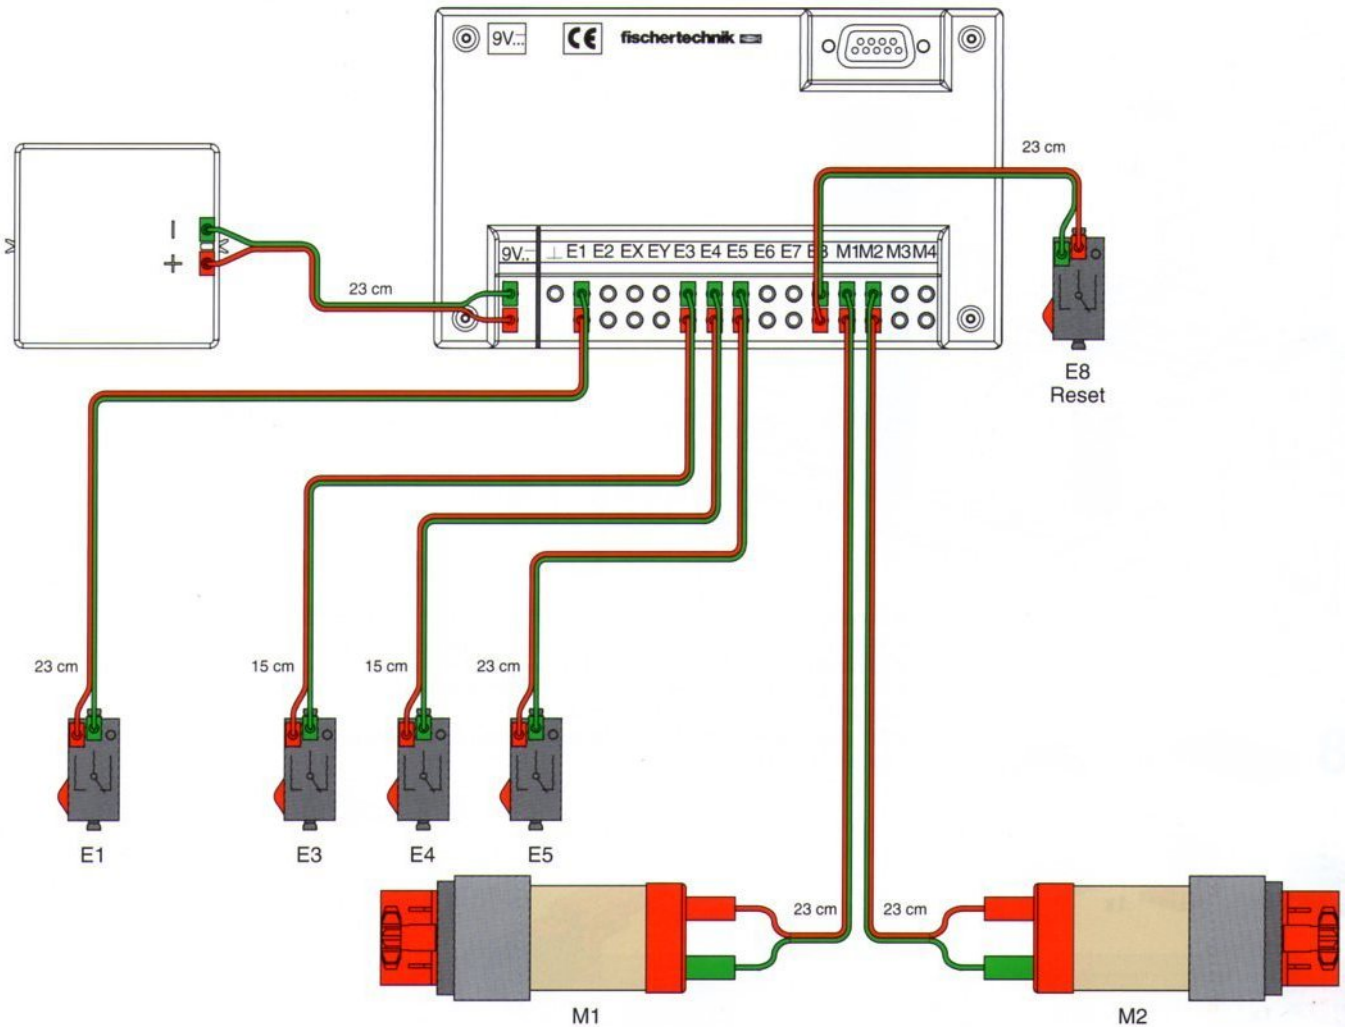 9V
CE
fischertechnik
23 cm
−
+
9V ⊥ E1 E2 EX EY E3 E4 E5 E6 E7 E8 M1 M2 M3 M4
23 cm
E8
Reset
23 cm
15 cm
15 cm
23 cm
E1
E3
E4
E5
23 cm
23 cm
M1
M2